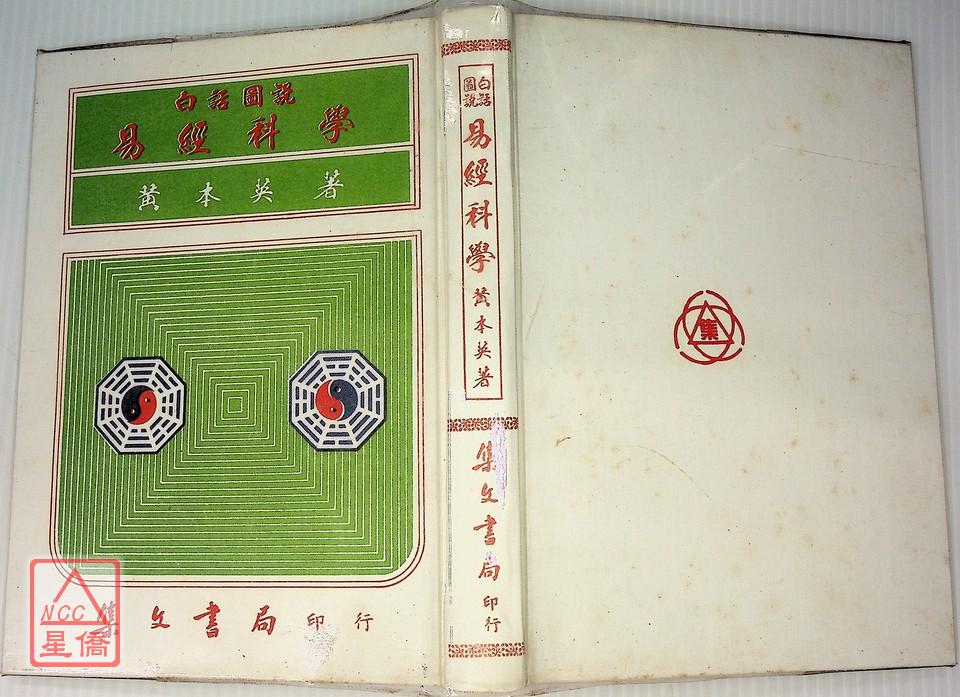 白話圖説
易經科學
黃本英著
集文書局印行
白話
圖説
易經科學
黃本英著
集文書局
印行
集
NCC
星僑